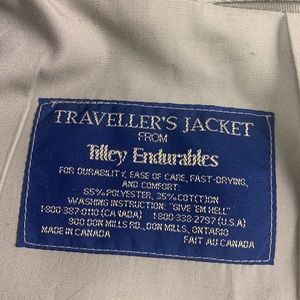 TRAVELLER'S JACKET
FROM
Tilley Endurables
FOR DURABILITY, EASE OF CARE, FAST-DRYING,
AND COMFORT:
65% POLYESTER, 35% COTTON
WASHING INSTRUCTION: "GIVE 'EM HELL"
1-800-387-0110 (CANADA) 1-800-338-2797 (U.S.A)
900 DON MILLS RD., DON MILLS, ONTARIO
MADE IN CANADA FAIT AU CANADA